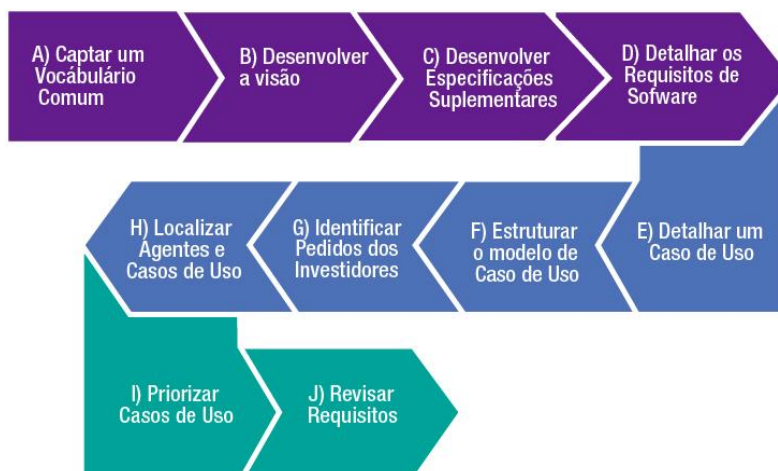 A) Captar um
Vocábulário
Comum
B) Desenvolver
a visão
C) Desenvolver
Especificações
Suplementares
D) Detalhar os
Requisitos de
Sofware
E) Detalhar um
Caso de Uso
F) Estruturar
o modelo de
Caso de Uso
G) Identificar
Pedidos dos
Investidores
H) Localizar
Agentes e
Casos de Uso
I) Priorizar
Casos de Uso
J) Revisar
Requisitos